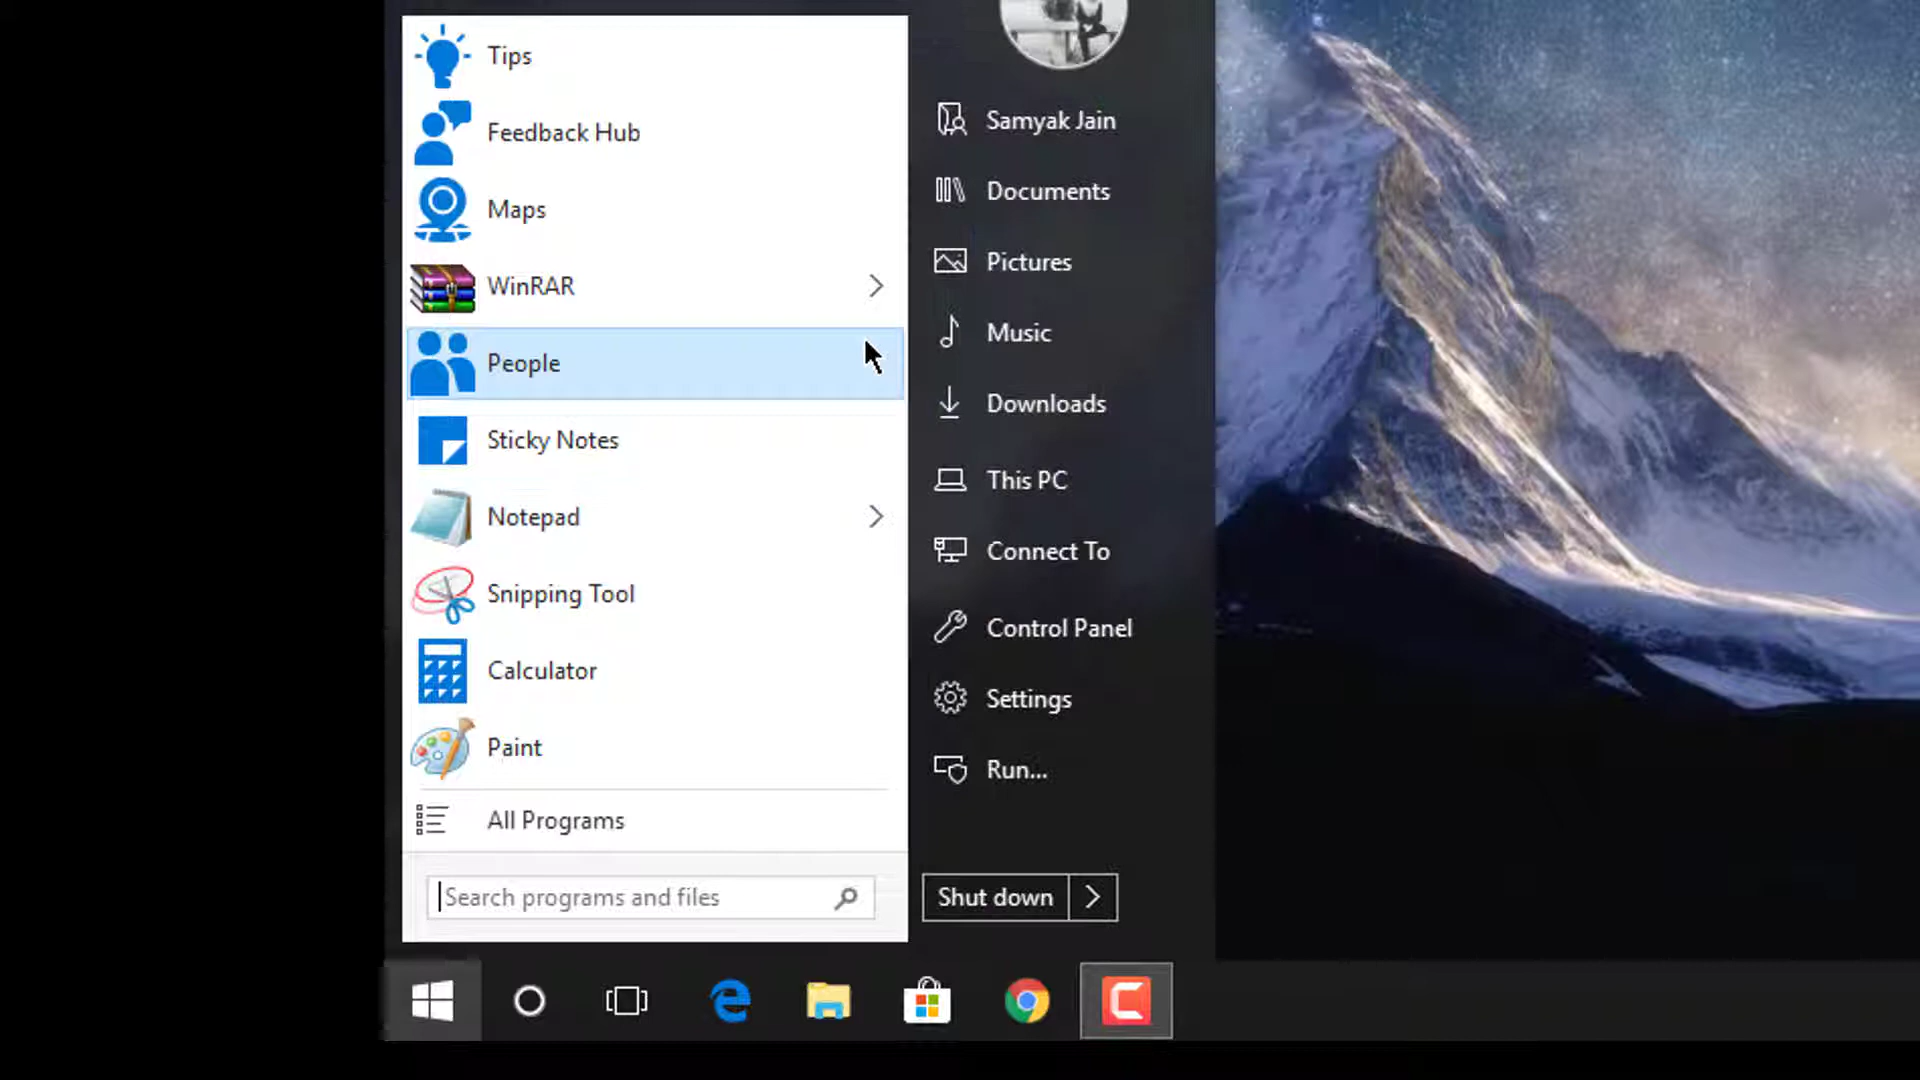 Tips
Feedback Hub
Maps
WinRAR
People
Sticky Notes
Notepad
Snipping Tool
Calculator
Paint
All Programs
Search programs and files
Samyak Jain
Documents
Pictures
Music
Downloads
This PC
Connect To
Control Panel
Settings
Run...
Shut down